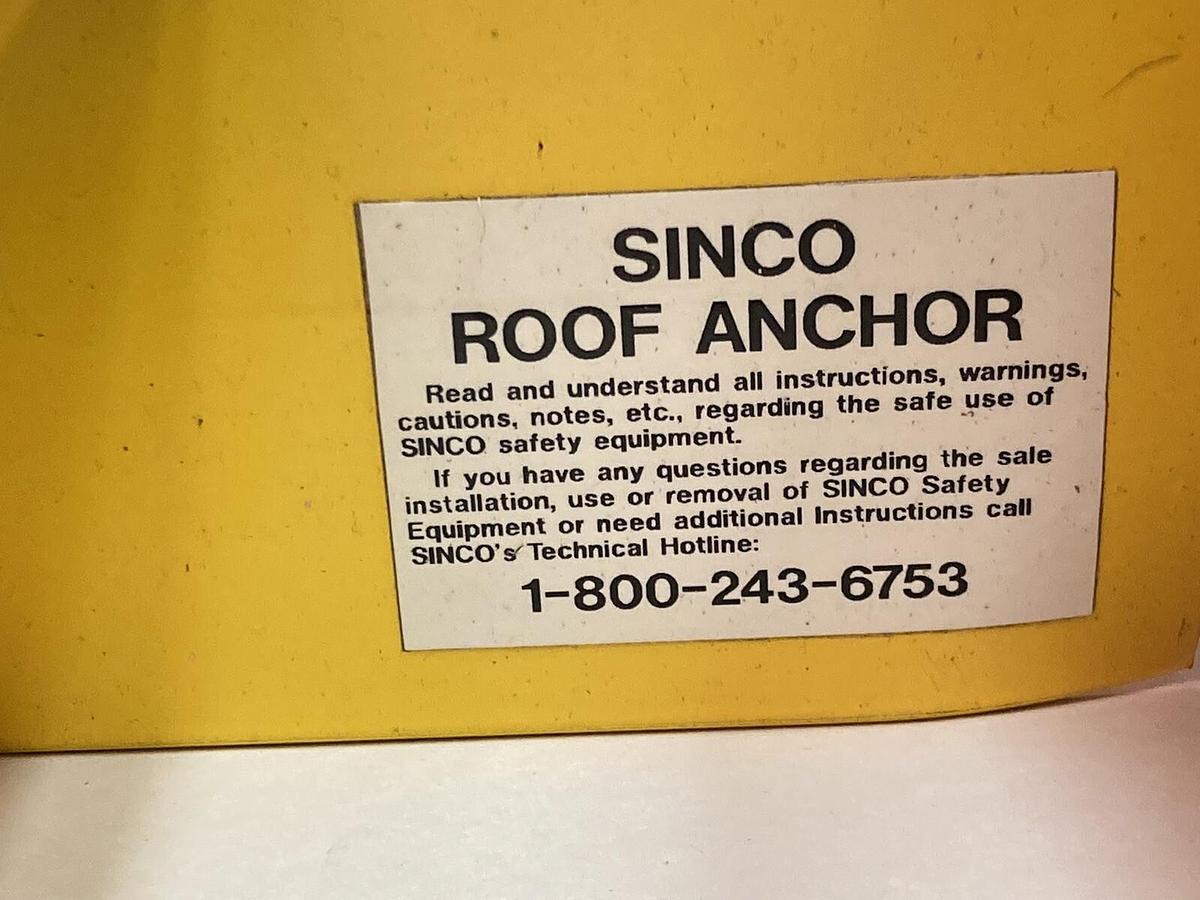 SINCO
ROOF ANCHOR
Read and understand all instructions, warnings,
cautions, notes, etc., regarding the safe use of
SINCO safety equipment.
If you have any questions regarding the sale
installation, use or removal of SINCO Safety
Equipment or need additional Instructions call
SINCO's Technical Hotline:
1-800-243-6753